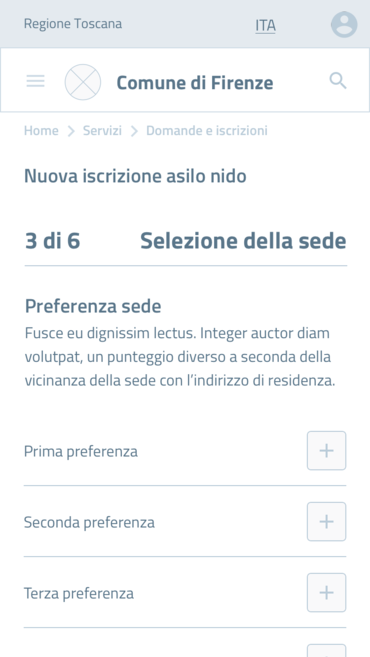 Regione Toscana
ITA
Comune di Firenze
Home > Servizi > Domande e iscrizioni
Nuova iscrizione asilo nido
3 di 6 Selezione della sede
Preferenza sede
Fusce eu dignissim lectus. Integer auctor diam
volutpat, un punteggio diverso a seconda della
vicinanza della sede con l’indirizzo di residenza.
Prima preferenza
Seconda preferenza
Terza preferenza